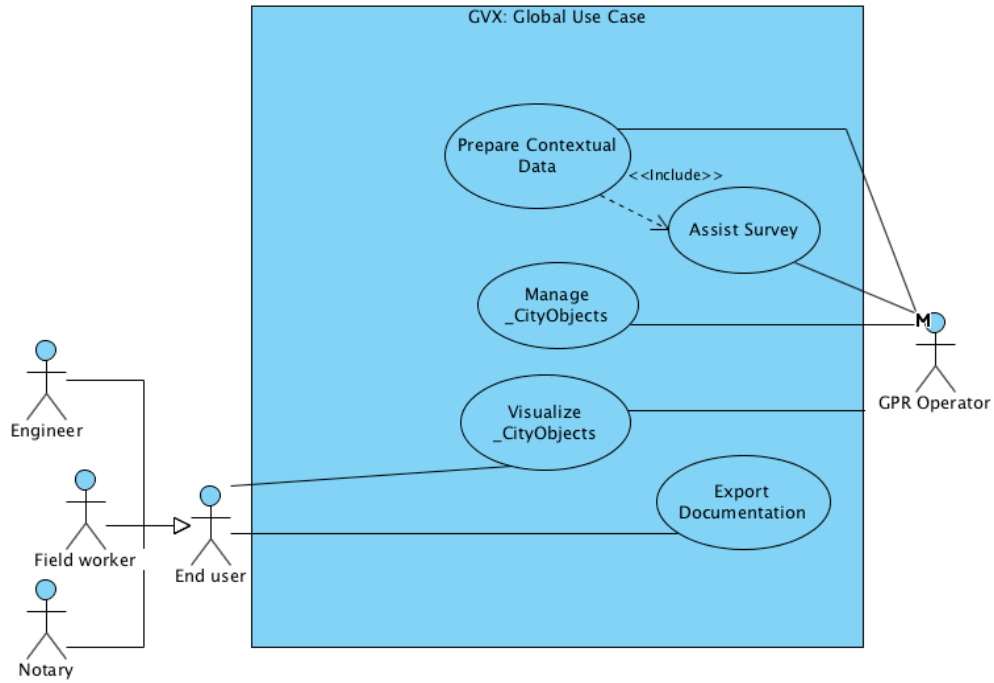 GVX: Global Use Case
Prepare Contextual
Data
<<Include>>
Assist Survey
Manage
_CityObjects
M
GPR Operator
Visualize
_CityObjects
Engineer
Export
Documentation
Field worker
End user
Notary